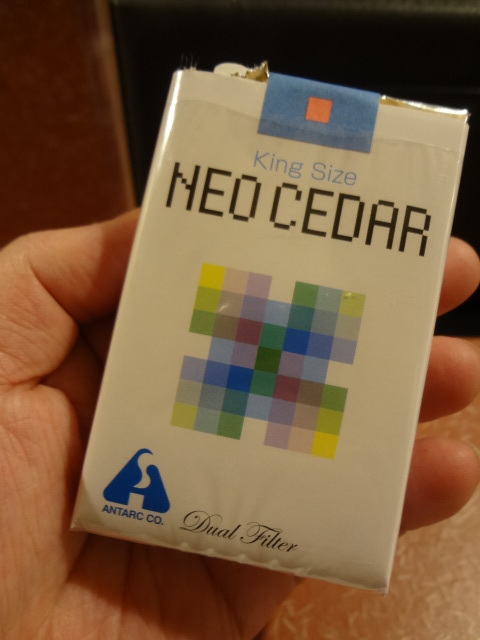 King Size
NEO CEDAR
ANTARC CO.
Dual Filter